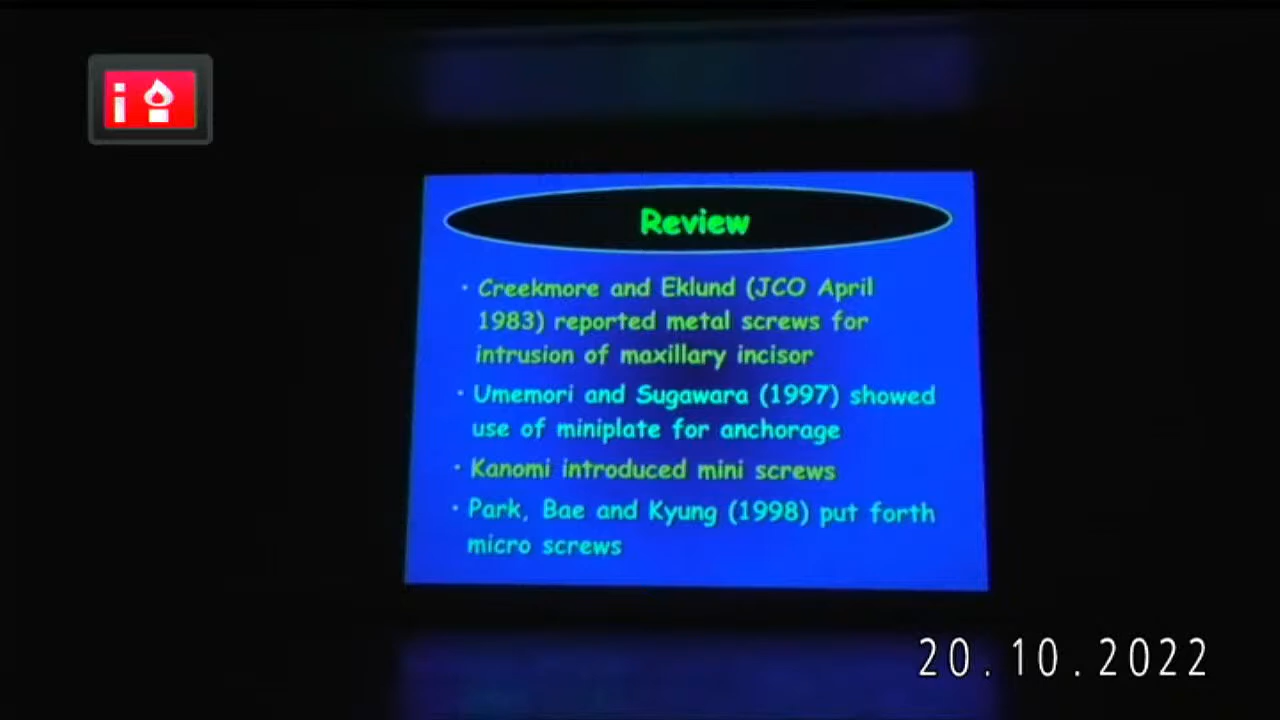 Review
• Creekmore and Eklund (JCO April
1983) reported metal screws for
intrusion of maxillary incisor
• Umemori and Sugawara (1997) showed
use of miniplate for anchorage
• Kanomi introduced mini screws
• Park, Bae and Kyung (1998) put forth
micro screws
20.10.2022